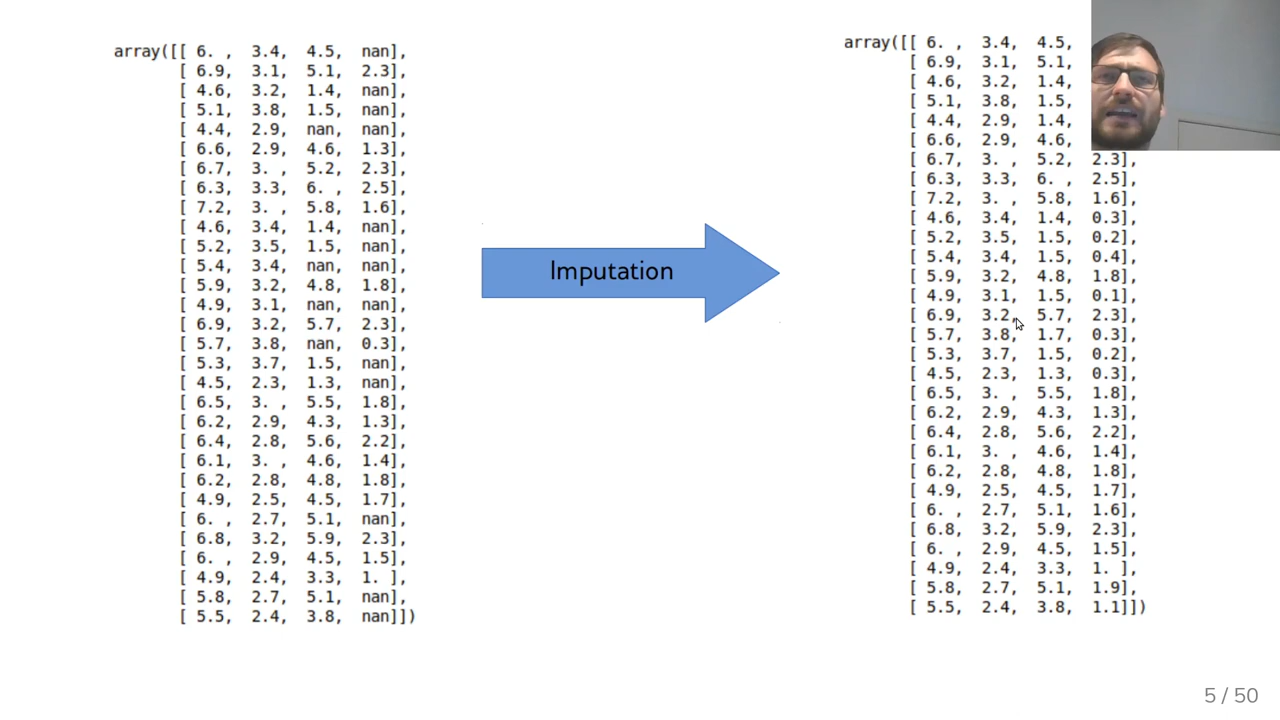 array([[ 6. , 3.4, 4.5, nan],
[ 6.9, 3.1, 5.1, 2.3],
[ 4.6, 3.2, 1.4, nan],
[ 5.1, 3.8, 1.5, nan],
[ 4.4, 2.9, nan, nan],
[ 6.6, 2.9, 4.6, 1.3],
[ 6.7, 3. , 5.2, 2.3],
[ 6.3, 3.3, 6. , 2.5],
[ 7.2, 3. , 5.8, 1.6],
[ 4.6, 3.4, 1.4, nan],
[ 5.2, 3.5, 1.5, nan],
[ 5.4, 3.4, nan, nan],
[ 5.9, 3.2, 4.8, 1.8],
[ 4.9, 3.1, nan, nan],
[ 6.9, 3.2, 5.7, 2.3],
[ 5.7, 3.8, nan, 0.3],
[ 5.3, 3.7, 1.5, nan],
[ 4.5, 2.3, 1.3, nan],
[ 6.5, 3. , 5.5, 1.8],
[ 6.2, 2.9, 4.3, 1.3],
[ 6.4, 2.8, 5.6, 2.2],
[ 6.1, 3. , 4.6, 1.4],
[ 6.2, 2.8, 4.8, 1.8],
[ 4.9, 2.5, 4.5, 1.7],
[ 6. , 2.7, 5.1, nan],
[ 6.8, 3.2, 5.9, 2.3],
[ 6. , 2.9, 4.5, 1.5],
[ 4.9, 2.4, 3.3, 1. ],
[ 5.8, 2.7, 5.1, nan],
[ 5.5, 2.4, 3.8, nan]])
Imputation
array([[ 6. , 3.4, 4.5,
[ 6.9, 3.1, 5.1,
[ 4.6, 3.2, 1.4,
[ 5.1, 3.8, 1.5,
[ 4.4, 2.9, 1.4,
[ 6.6, 2.9, 4.6,
[ 6.7, 3. , 5.2, 2.3],
[ 6.3, 3.3, 6. , 2.5],
[ 7.2, 3. , 5.8, 1.6],
[ 4.6, 3.4, 1.4, 0.3],
[ 5.2, 3.5, 1.5, 0.2],
[ 5.4, 3.4, 1.5, 0.4],
[ 5.9, 3.2, 4.8, 1.8],
[ 4.9, 3.1, 1.5, 0.1],
[ 6.9, 3.2, 5.7, 2.3],
[ 5.7, 3.8, 1.7, 0.3],
[ 5.3, 3.7, 1.5, 0.2],
[ 4.5, 2.3, 1.3, 0.3],
[ 6.5, 3. , 5.5, 1.8],
[ 6.2, 2.9, 4.3, 1.3],
[ 6.4, 2.8, 5.6, 2.2],
[ 6.1, 3. , 4.6, 1.4],
[ 6.2, 2.8, 4.8, 1.8],
[ 4.9, 2.5, 4.5, 1.7],
[ 6. , 2.7, 5.1, 1.6],
[ 6.8, 3.2, 5.9, 2.3],
[ 6. , 2.9, 4.5, 1.5],
[ 4.9, 2.4, 3.3, 1. ],
[ 5.8, 2.7, 5.1, 1.9],
[ 5.5, 2.4, 3.8, 1.1]])
5 / 50